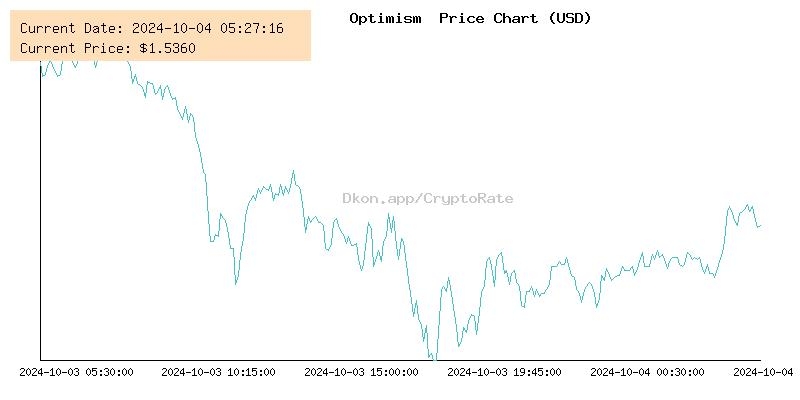 Optimism Price Chart (USD)
Current Date: 2024-10-04 05:27:16
Current Price: $1.5360
Dkon.app/CryptoRate
2024-10-03 05:30:00 2024-10-03 10:15:00 2024-10-03 15:00:00 2024-10-03 19:45:00 2024-10-04 00:30:00 2024-10-04